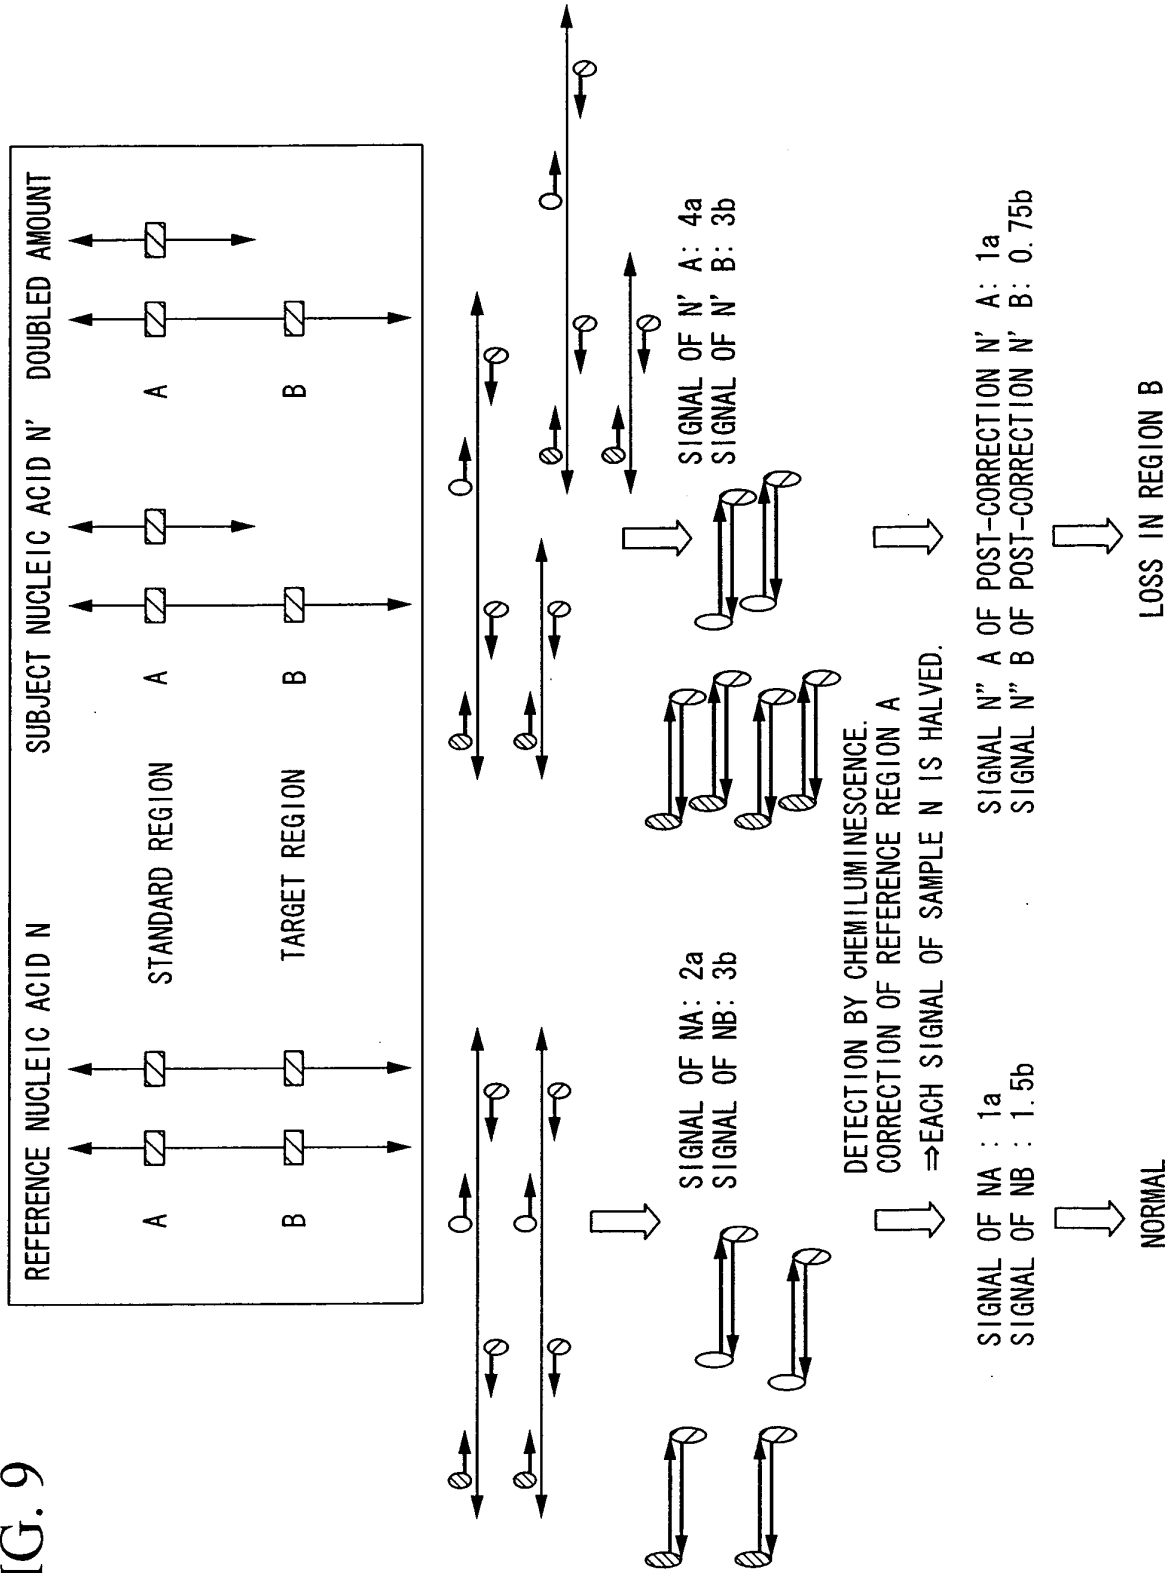 IG. 9
REFERENCE NUCLEIC ACID N
SUBJECT NUCLEIC ACID N' DOUBLED AMOUNT
A
STANDARD REGION
A
A
B
TARGET REGION
B
B
SIGNAL OF NA: 2a
SIGNAL OF NB: 3b
SIGNAL OF N' A: 4a
SIGNAL OF N' B: 3b
DETECTION BY CHEMILUMINESCENCE.
CORRECTION OF REFERENCE REGION A
⇒EACH SIGNAL OF SAMPLE N IS HALVED.
SIGNAL OF NA : 1a
SIGNAL OF NB : 1.5b
SIGNAL N" A OF POST-CORRECTION N' A: 1a
SIGNAL N" B OF POST-CORRECTION N' B: 0.75b
NORMAL
LOSS IN REGION B